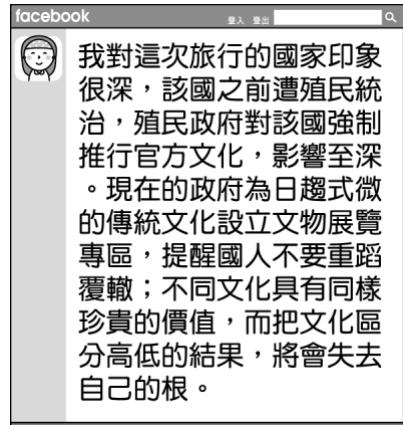 facebook 登入 登出
我對這次旅行的國家印象
很深，該國之前遭殖民統
治，殖民政府對該國強制
推行官方文化，影響至深
。現在的政府為日趨式微
的傳統文化設立文物展覽
專區，提醒國人不要重蹈
覆轍；不同文化具有同樣
珍貴的價值，而把文化區
分高低的結果，將會失去
自己的根。